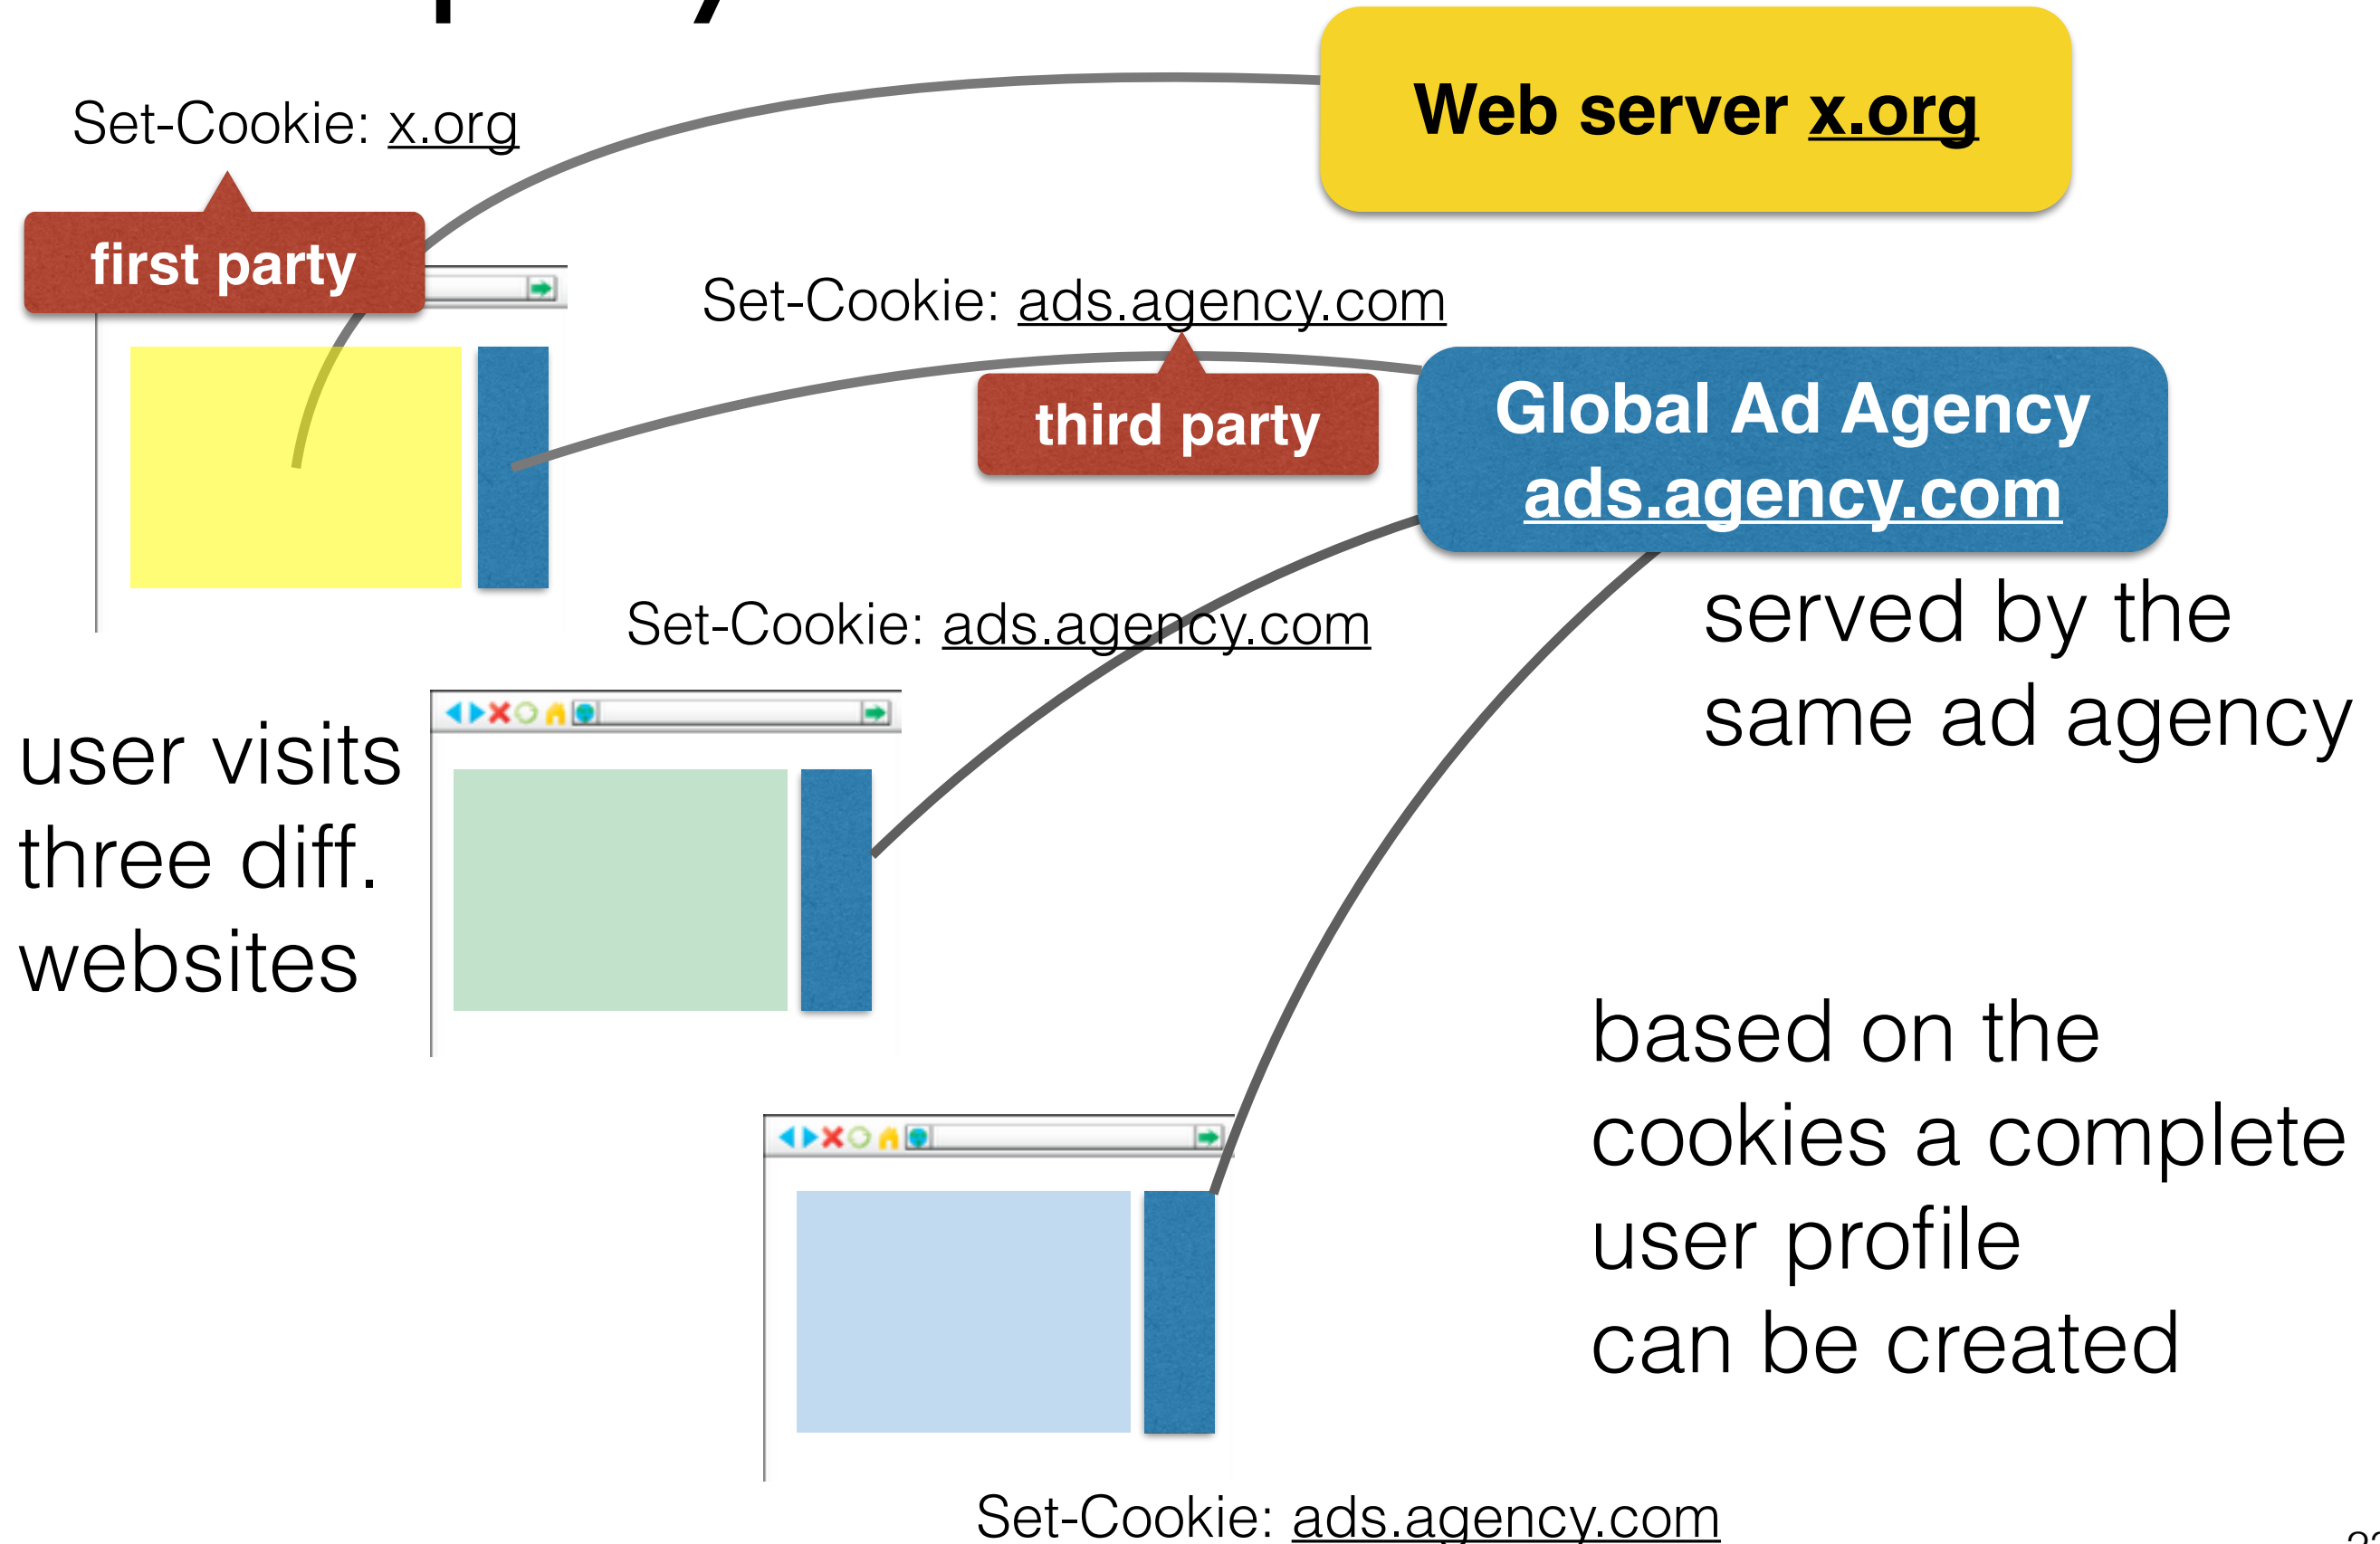 Set-Cookie: x.org
Web server x.org
first party
Set-Cookie: ads.agency.com
third party
Global Ad Agency
ads.agency.com
Set-Cookie: ads.agency.com
served by the
same ad agency
user visits
three diff.
websites
based on the
cookies a complete
user profile
can be created
Set-Cookie: ads.agency.com